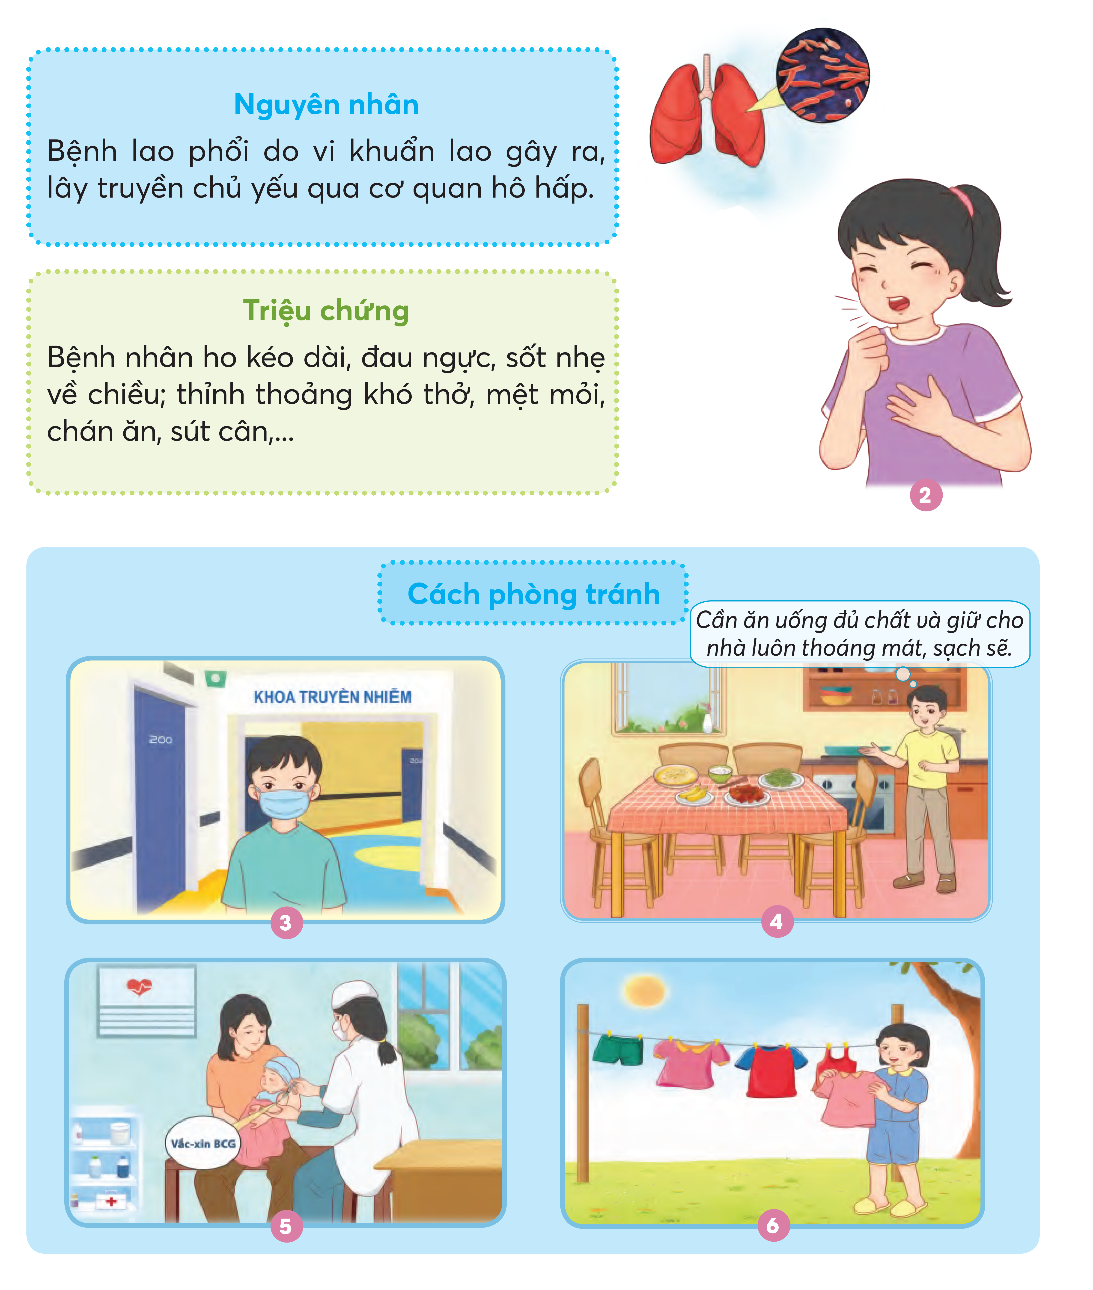 Nguyên nhân
Bệnh lao phổi do vi khuẩn lao gây ra,
lây truyền chủ yếu qua cơ quan hô hấp.
Triệu chứng
Bệnh nhân ho kéo dài, đau ngực, sốt nhẹ
về chiều; thỉnh thoảng khó thở, mệt mỏi,
chán ăn, sút cân,...
2
Cách phòng tránh
Cần ăn uống đủ chất và giữ cho
nhà luôn thoáng mát, sạch sẽ.
KHOA TRUYỀN NHIỄM
200
3
4
Vắc-xin BCG
5
6